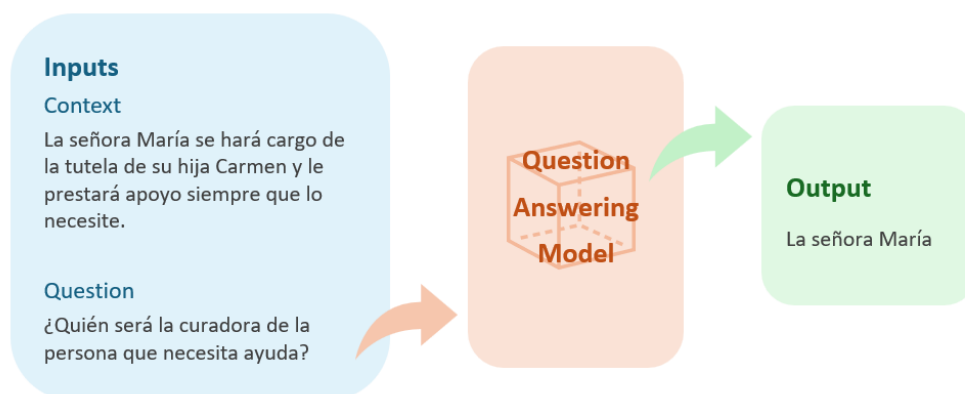 Inputs
Context
La señora María se hará cargo de
la tutela de su hija Carmen y le
prestará apoyo siempre que lo
necesite.
Question
¿Quién será la curadora de la
persona que necesita ayuda?
Question
Answering
Model
Output
La señora María